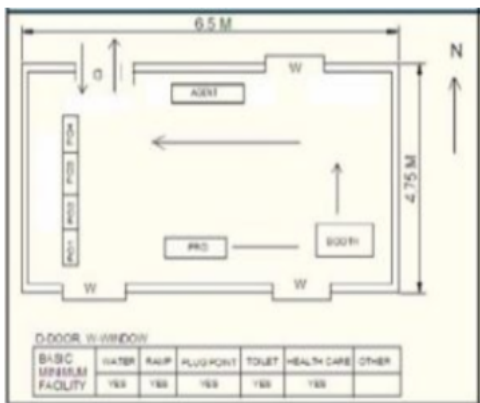 6.5 M
N
W
D
AGENT
PO4
PO3
PO2
PO1
4.75 M
PRO
BOOTH
W
W
D-DOOR, W-WINDOW
BASIC MINIMUM FACILITY WATER RAMP PLUG POINT TOILET HEALTH CARE OTHER
YES YES YES YES YES